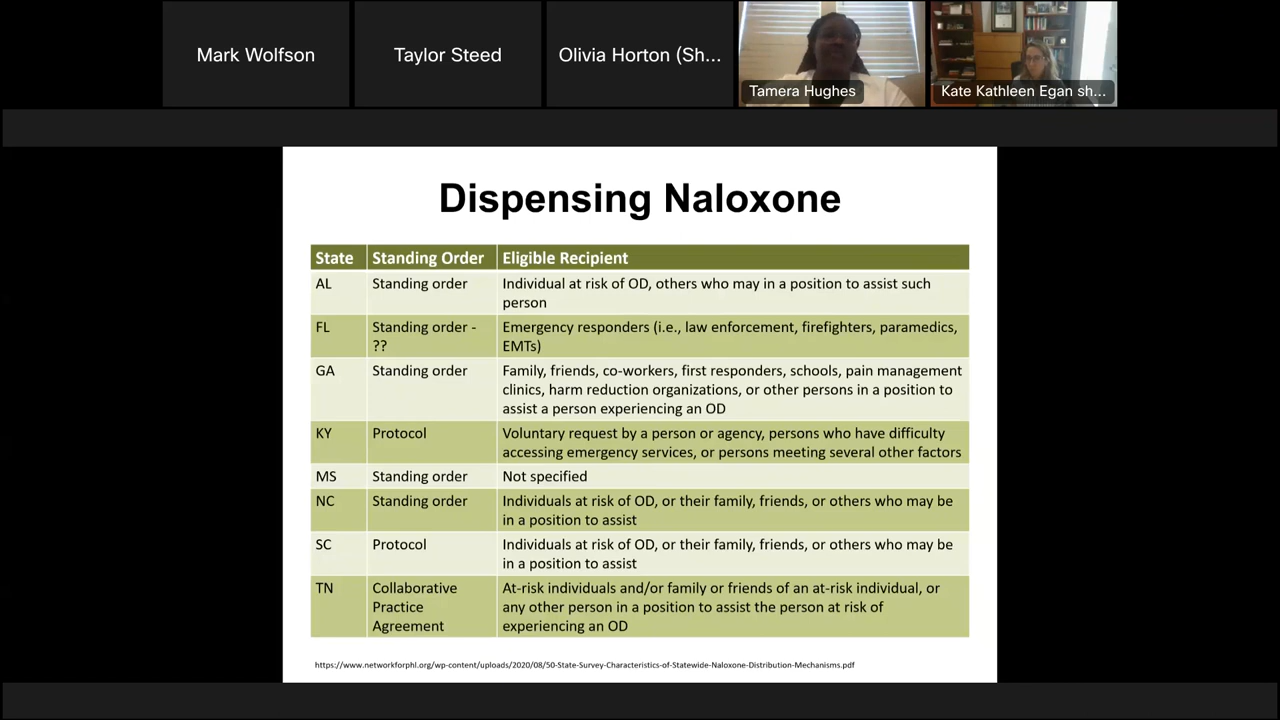 Mark Wolfson
Taylor Steed
Olivia Horton (Sh...
Tamera Hughes
Kate Kathleen Egan sh...
Dispensing Naloxone
State Standing Order Eligible Recipient
AL Standing order Individual at risk of OD, others who may in a position to assist such
person
FL Standing order - Emergency responders (i.e., law enforcement, firefighters, paramedics,
?? EMTs)
GA Standing order Family, friends, co-workers, first responders, schools, pain management
clinics, harm reduction organizations, or other persons in a position to
assist a person experiencing an OD
KY Protocol Voluntary request by a person or agency, persons who have difficulty
accessing emergency services, or persons meeting several other factors
MS Standing order Not specified
NC Standing order Individuals at risk of OD, or their family, friends, or others who may be
in a position to assist
SC Protocol Individuals at risk of OD, or their family, friends, or others who may be
in a position to assist
TN Collaborative At-risk individuals and/or family or friends of an at-risk individual, or
Practice any other person in a position to assist the person at risk of
Agreement experiencing an OD
https://www.networkforphl.org/wp-content/uploads/2020/08/50-State-Survey-Characteristics-of-Statewide-Naloxone-Distribution-Mechanisms.pdf